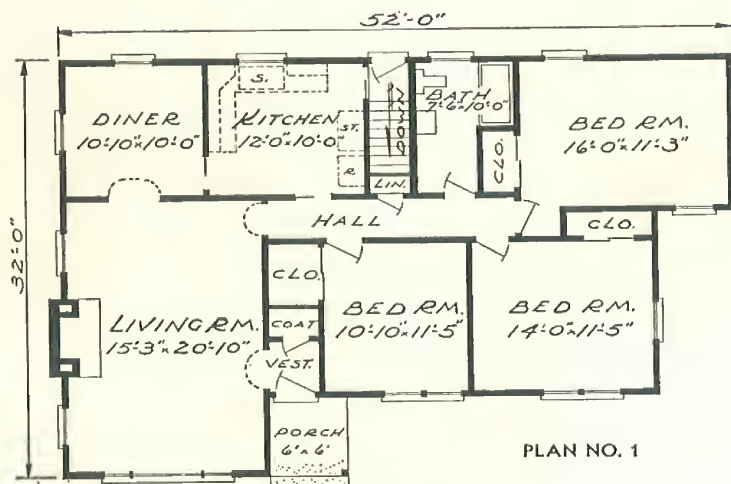 52'-0"
32'-0"
DINER
10'-10"x10'-0"
S.
KITCHEN
12'-0"x10'-0"
ST.
R
DOWN
LIN.
BATH
7'-6"x10'-0"
CLO.
BED RM.
16'-0"x11'-3"
HALL
CLO.
LIVING RM.
15'-3"x20'-10"
CLO.
COAT
VEST.
BED RM.
10'-10"x11'-5"
BED RM.
14'-0"x11'-5"
PORCH
6'x6'
PLAN NO. 1